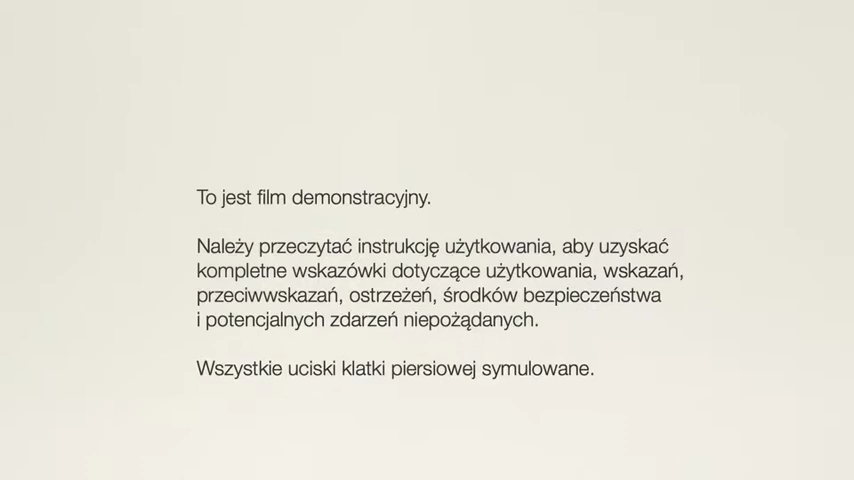 To jest film demonstracyjny.
Należy przeczytać instrukcję użytkowania, aby uzyskać
kompletne wskazówki dotyczące użytkowania, wskazań,
przeciwwskazań, ostrzeżeń, środków bezpieczeństwa
i potencjalnych zdarzeń niepożądanych.
Wszystkie uciski klatki piersiowej symulowane.